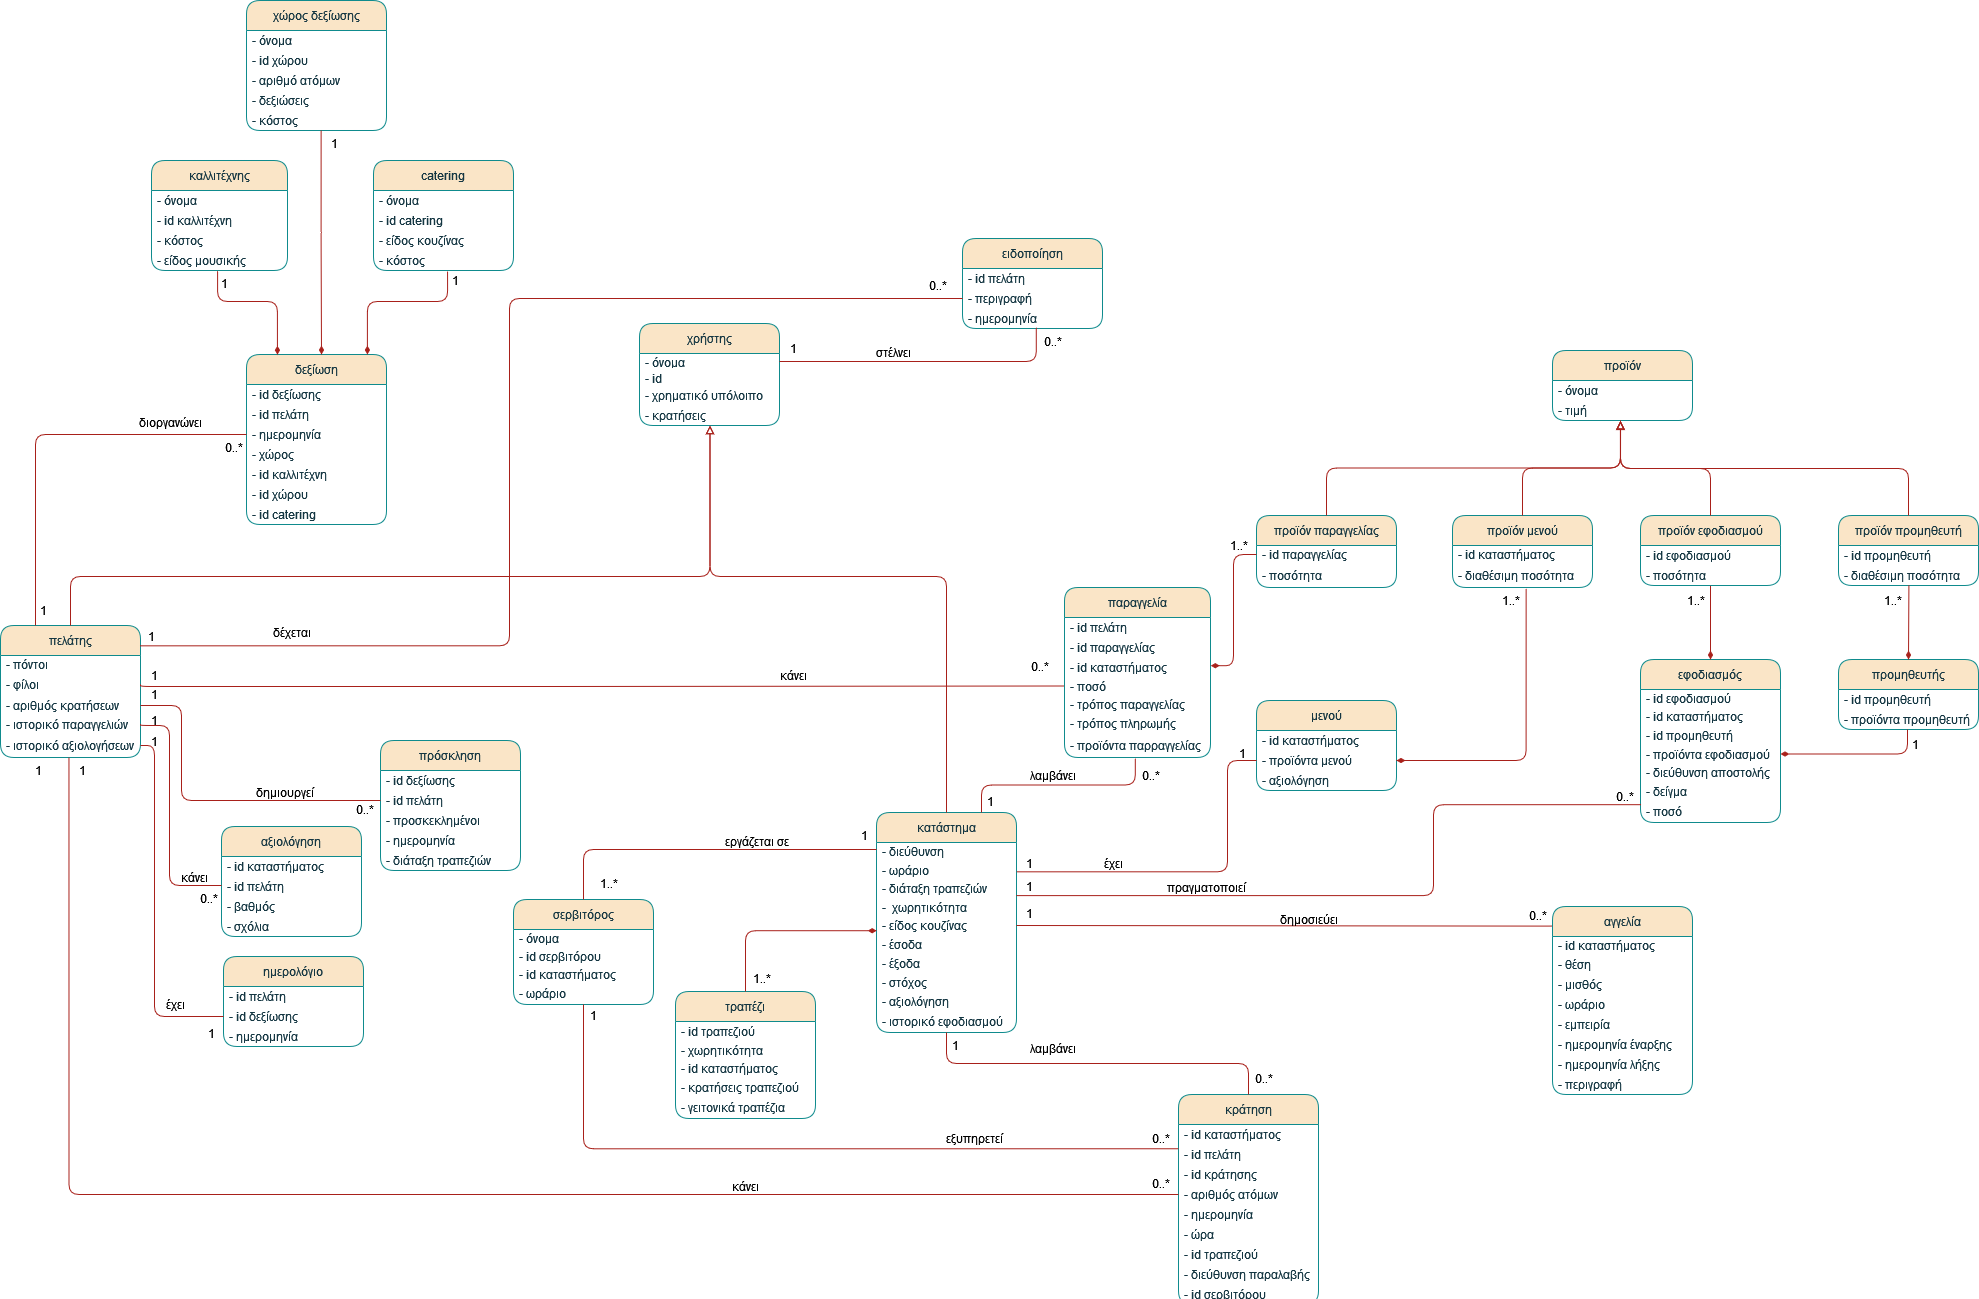 χώρος δεξίωσης
- όνομα
- id χώρου
- αριθμό ατόμων
- δεξιώσεις
- κόστος
1
καλλιτέχνης
- όνομα
- id καλλιτέχνη
- κόστος
- είδος μουσικής
1
catering
- όνομα
- id catering
- είδος κουζίνας
- κόστος
1
ειδοποίηση
- id πελάτη
- περιγραφή
- ημερομηνία
0..*
0..*
χρήστης
- όνομα
- id
- χρηματικό υπόλοιπο
- κρατήσεις
1
στέλνει
δεξίωση
- id δεξίωσης
- id πελάτη
- ημερομηνία
- χώρος
- id καλλιτέχνη
- id χώρου
- id catering
διοργανώνει
0..*
1
προϊόν
- όνομα
- τιμή
προϊόν παραγγελίας
- id παραγγελίας
- ποσότητα
1..*
προϊόν μενού
- id καταστήματος
- διαθέσιμη ποσότητα
1..*
προϊόν εφοδιασμού
- id εφοδιασμού
- ποσότητα
1..*
προϊόν προμηθευτή
- id προμηθευτή
- διαθέσιμη ποσότητα
1..*
παραγγελία
- id πελάτη
- id παραγγελίας
- id καταστήματος
- ποσό
- τρόπος παραγγελίας
- τρόπος πληρωμής
- προϊόντα παρραγγελίας
πελάτης
- πόντοι
- φίλοι
- αριθμός κρατήσεων
- ιστορικό παραγγελιών
- ιστορικό αξιολογήσεων
1
δέχεται
1
κάνει
0..*
1
1
1
1
1
εφοδιασμός
- id εφοδιασμού
- id καταστήματος
- id προμηθευτή
- προϊόντα εφοδιασμού
- διεύθυνση αποστολής
- δείγμα
- ποσό
προμηθευτής
- id προμηθευτή
- προϊόντα προμηθευτή
1
μενού
- id καταστήματος
- προϊόντα μενού
- αξιολόγηση
1
πρόσκληση
- id δεξίωσης
- id πελάτη
- προσκεκλημένοι
- ημερομηνία
- διάταξη τραπεζιών
δημιουργεί
0..*
αξιολόγηση
- id καταστήματος
- id πελάτη
- βαθμός
- σχόλια
κάνει
0..*
ημερολόγιο
- id πελάτη
- id δεξίωσης
- ημερομηνία
έχει
1
λαμβάνει
0..*
1
κατάστημα
- διεύθυνση
- ωράριο
- διάταξη τραπεζιών
- χωρητικότητα
- είδος κουζίνας
- έσοδα
- έξοδα
- στόχος
- αξιολόγηση
- ιστορικό εφοδιασμού
εργάζεται σε
1
1..*
1
έχει
1
πραγματοποιεί
0..*
1
δημοσιεύει
0..*
σερβιτόρος
- όνομα
- id σερβιτόρου
- id καταστήματος
- ωράριο
1
τραπέζι
- id τραπεζιού
- χωρητικότητα
- id καταστήματος
- κρατήσεις τραπεζιού
- γειτονικά τραπέζια
1..*
αγγελία
- id καταστήματος
- θέση
- μισθός
- ωράριο
- εμπειρία
- ημερομηνία έναρξης
- ημερομηνία λήξης
- περιγραφή
1
λαμβάνει
0..*
κράτηση
- id καταστήματος
- id πελάτη
- id κράτησης
- αριθμός ατόμων
- ημερομηνία
- ώρα
- id τραπεζιού
- διεύθυνση παραλαβής
- id σερβιτόρου
εξυπηρετεί
0..*
κάνει
0..*